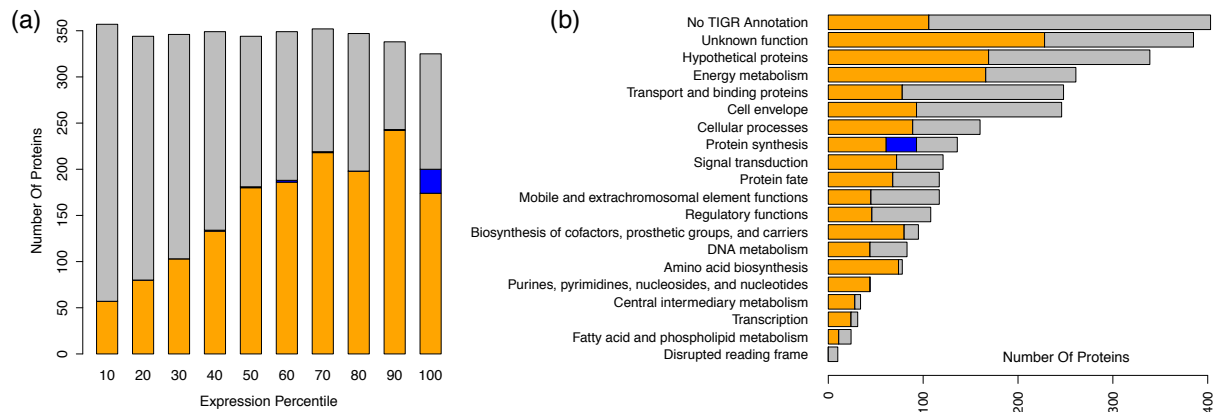 (a)
Number Of Proteins
350
300
250
200
150
100
50
0
10 20 30 40 50 60 70 80 90 100
Expression Percentile
(b)
No TIGR Annotation
Unknown function
Hypothetical proteins
Energy metabolism
Transport and binding proteins
Cell envelope
Cellular processes
Protein synthesis
Signal transduction
Protein fate
Mobile and extrachromosomal element functions
Regulatory functions
Biosynthesis of cofactors, prosthetic groups, and carriers
DNA metabolism
Amino acid biosynthesis
Purines, pyrimidines, nucleosides, and nucleotides
Central intermediary metabolism
Transcription
Fatty acid and phospholipid metabolism
Disrupted reading frame
Number Of Proteins
0 100 200 300 400